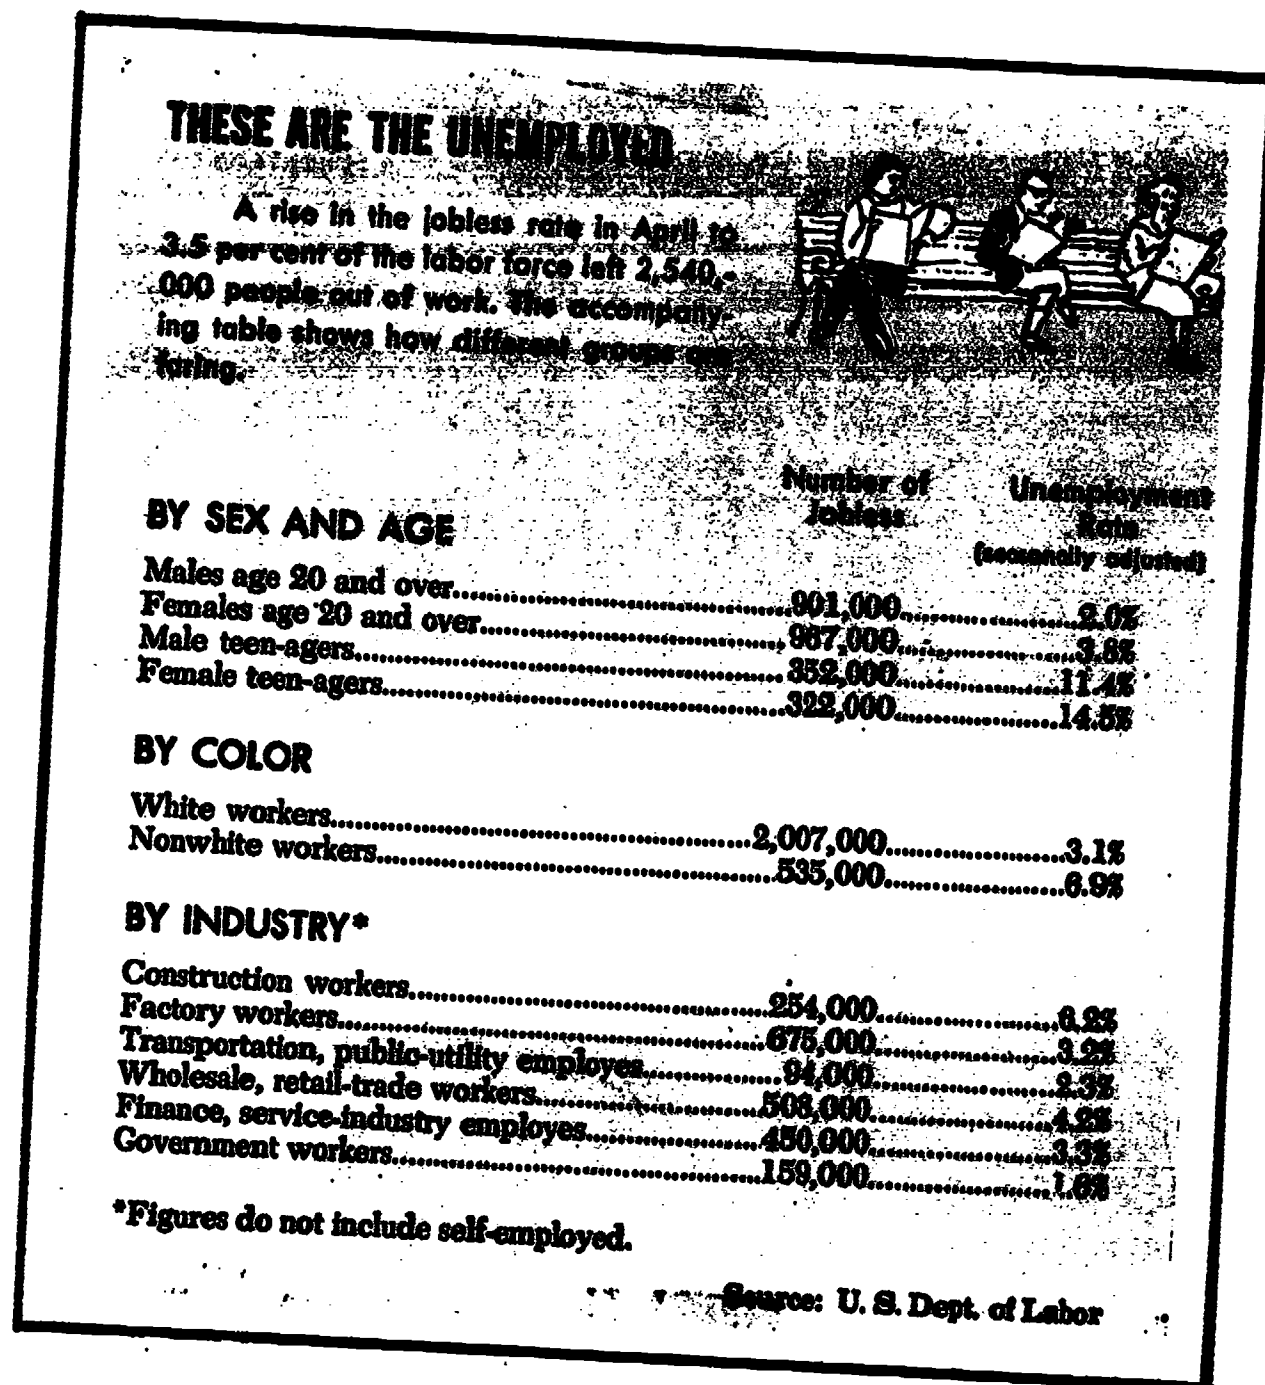 THESE ARE THE UNEMPLOYED
A rise in the jobless rate in April to
3.5 per cent of the labor force left 2,540,-
000 people out of work. The accompany-
ing table shows how different groups are
faring.
Number of Jobless
Unemployment Rate
(seasonally adjusted)
BY SEX AND AGE
Males age 20 and over 901,000 2.0%
Females age 20 and over 967,000 3.8%
Male teen-agers 352,000 11.4%
Female teen-agers 322,000 14.5%
BY COLOR
White workers 2,007,000 3.1%
Nonwhite workers 535,000 6.9%
BY INDUSTRY*
Construction workers 254,000 6.2%
Factory workers 675,000 3.2%
Transportation, public-utility employes 94,000 2.3%
Wholesale, retail-trade workers 508,000 4.2%
Finance, service-industry employes 450,000 3.3%
Government workers 159,000 1.6%
*Figures do not include self-employed.
Source: U. S. Dept. of Labor